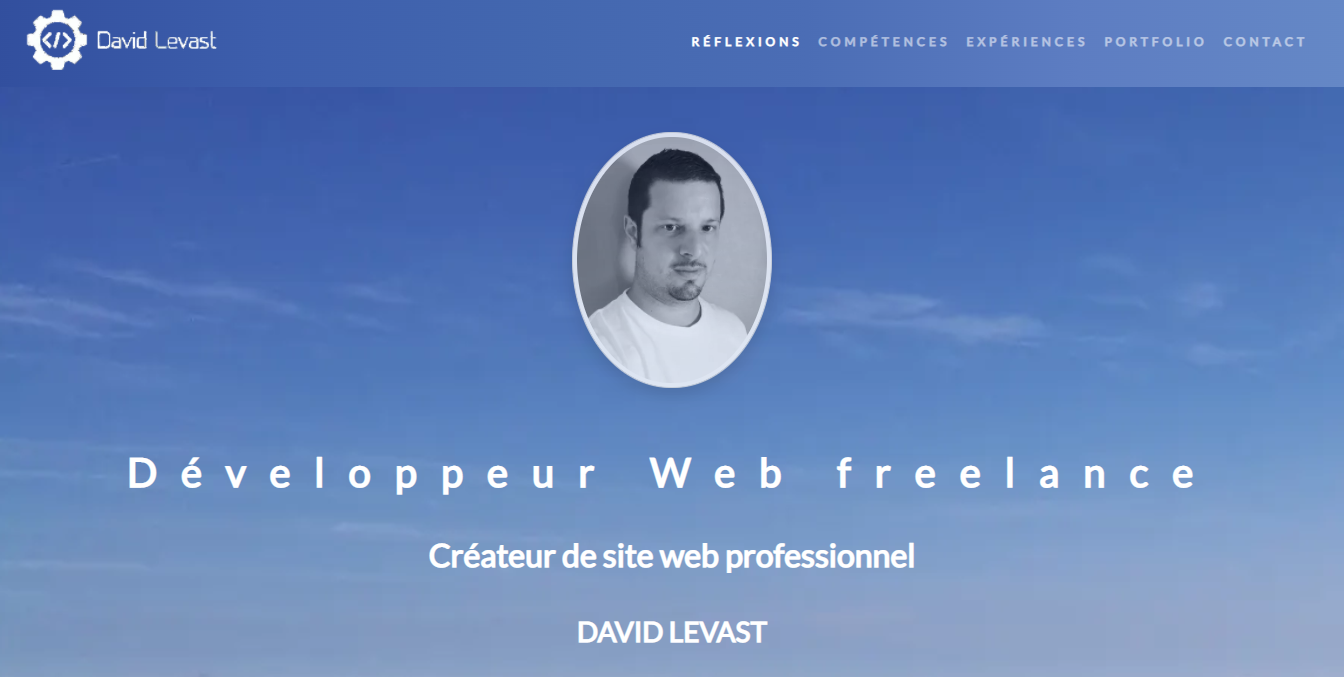 </> David Levast
RÉFLEXIONS COMPÉTENCES EXPÉRIENCES PORTFOLIO CONTACT
Développeur Web freelance
Créateur de site web professionnel
DAVID LEVAST